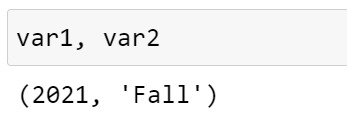 var1, var2
(2021, 'Fall')